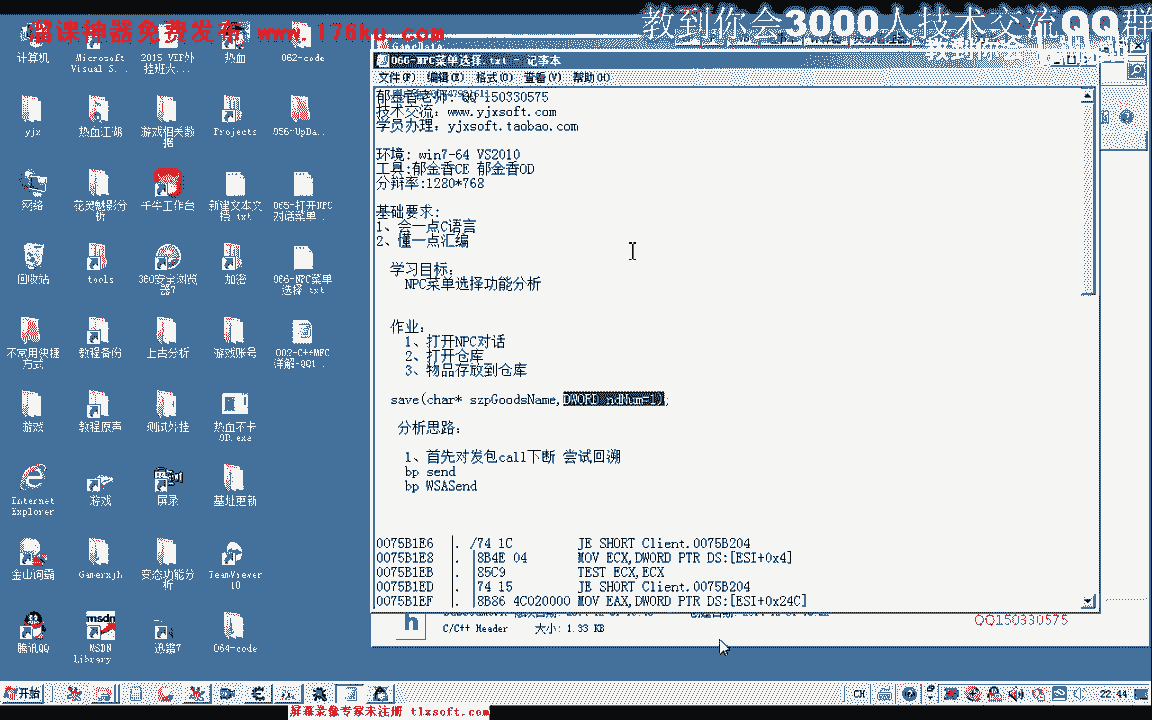 溜课神器免费发布 www.176ku.com
教到你会3000人技术交流QQ群
066-NPC菜单选择.txt - 记事本
文件(F) 编辑(E) 格式(O) 查看(V) 帮助(H)
郁金香老师: QQ 150330575
技术交流: www.yjxsoft.com
学员办理: yjxsoft.taobao.com
环境: win7-64 VS2010
工具:郁金香CE 郁金香OD
分辩率:1280*768
基础要求:
1、会一点C语言
2、懂一点汇编
学习目标:
NPC菜单选择功能分析
作业:
1、打开NPC对话
2、打开仓库
3、物品存放到仓库
save(char* szpGoodsName,DWORD ndNum=1);
分析思路:
1、首先对发包call下断 尝试回溯
bp send
bp WSASend
0075B1E6 |. /74 1C JE SHORT Client.0075B204
0075B1E8 |. |8B4E 04 MOV ECX,DWORD PTR DS:[ESI+0x4]
0075B1EB |. |85C9 TEST ECX,ECX
0075B1ED |. |74 15 JE SHORT Client.0075B204
0075B1EF |. |8B86 4C020000 MOV EAX,DWORD PTR DS:[ESI+0x24C]
C/C++ Header 大小: 1.33 KB
QQ150330575
计算机
Microsoft Visual S...
2015 VIP外挂班大...
热血
062-code
yjx
热血江湖
游戏相关数据
Projects
056-UpDa...
网络
花灵魅影分析
千牛工作台
新建文本文档.txt
065-打开NPC对话菜单...
回收站
tools
360安全浏览器7
加密
066-NPC菜单选择.txt
不常用快捷方式
教程备份
上古分析
游戏账号
002-C++MFC详解-QQ1...
游戏
教程原声
测试外挂
热血不卡OD.exe
Internet Explorer
游戏
屏录
基址更新
金山词霸
Gamerxjh
变态功能分析
TeamViewer 10
腾讯QQ
MSDN Library
迅雷7
064-code
开始
CH
22:44
屏幕录像专家未注册 tlxsoft.com